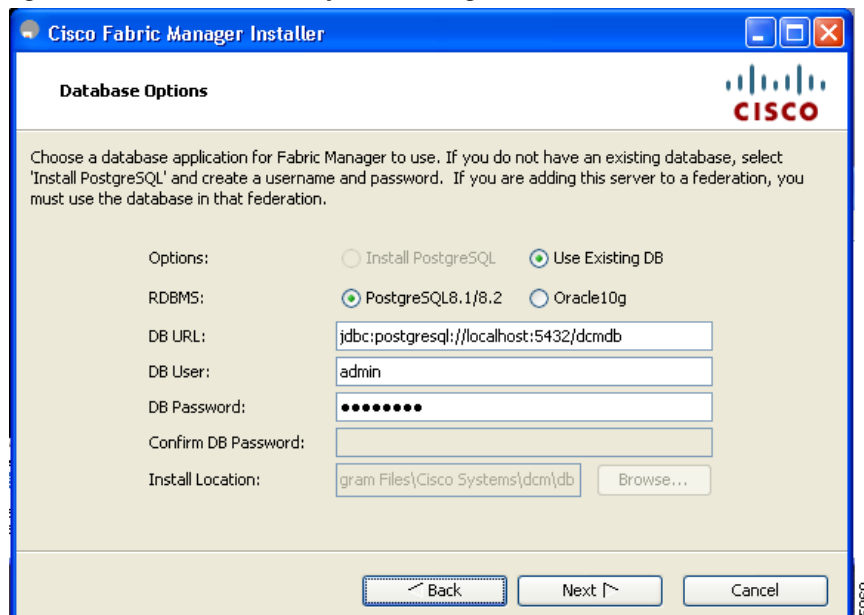 Cisco Fabric Manager Installer
Database Options
CISCO
Choose a database application for Fabric Manager to use. If you do not have an existing database, select
'Install PostgreSQL' and create a username and password. If you are adding this server to a federation, you
must use the database in that federation.
Options: Install PostgreSQL Use Existing DB
RDBMS: PostgreSQL8.1/8.2 Oracle10g
DB URL: jdbc:postgresql://localhost:5432/dcmdb
DB User: admin
DB Password: ••••••••
Confirm DB Password:
Install Location: gram Files\Cisco Systems\dcm\db Browse...
Back Next Cancel